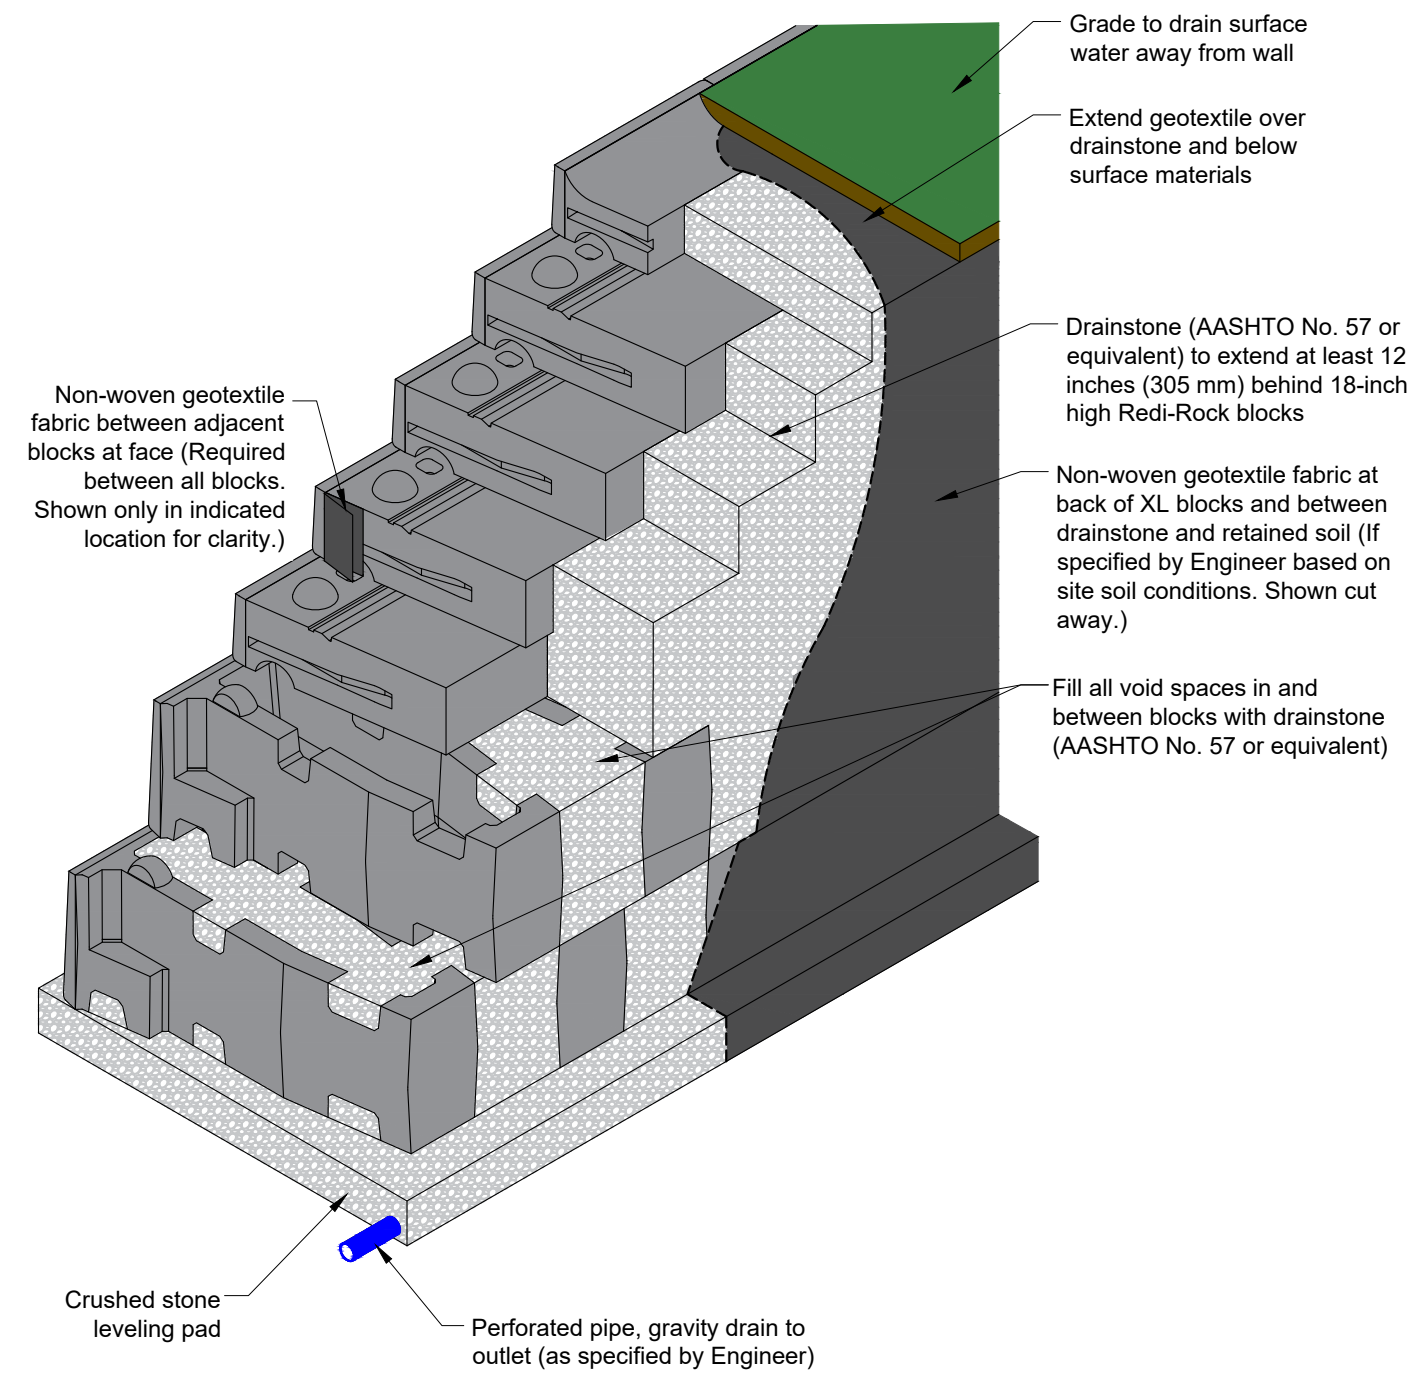 Grade to drain surface
water away from wall
Extend geotextile over
drainstone and below
surface materials
Drainstone (AASHTO No. 57 or
equivalent) to extend at least 12
inches (305 mm) behind 18-inch
high Redi-Rock blocks
Non-woven geotextile
fabric between adjacent
blocks at face (Required
between all blocks.
Shown only in indicated
location for clarity.)
Non-woven geotextile fabric at
back of XL blocks and between
drainstone and retained soil (If
specified by Engineer based on
site soil conditions. Shown cut
away.)
Fill all void spaces in and
between blocks with drainstone
(AASHTO No. 57 or equivalent)
Crushed stone
leveling pad
Perforated pipe, gravity drain to
outlet (as specified by Engineer)